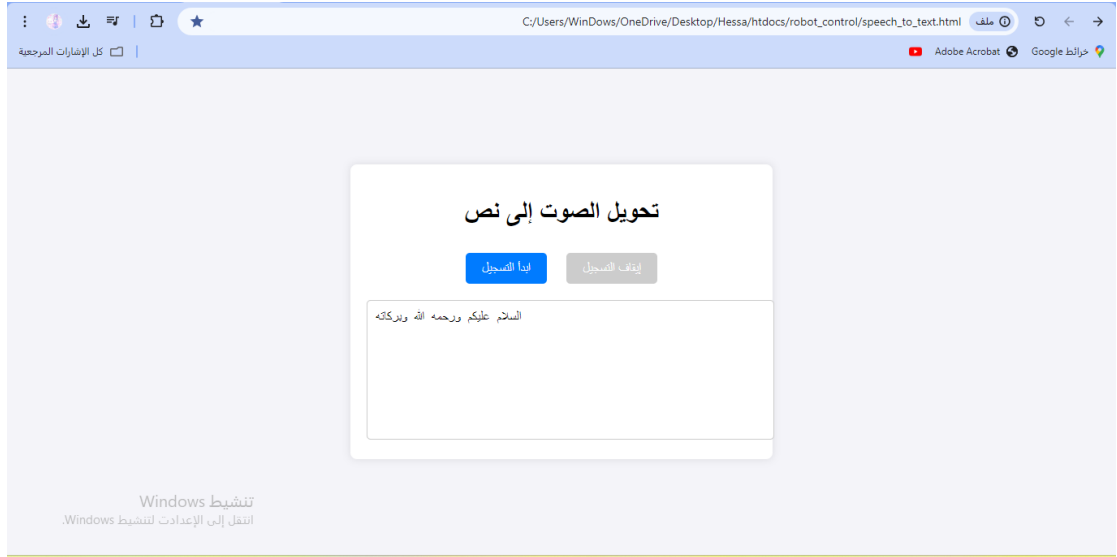 C:/Users/WinDows/OneDrive/Desktop/Hessa/htdocs/robot_control/speech_to_text.html ملف
خرائط Google Adobe Acrobat كل الإشارات المرجعية
تحويل الصوت إلى نص
ابدأ التسجيل إيقاف التسجيل
السلام عليكم ورحمه الله وبركاته
تنشيط Windows
انتقل إلى الإعدادت لتنشيط Windows.